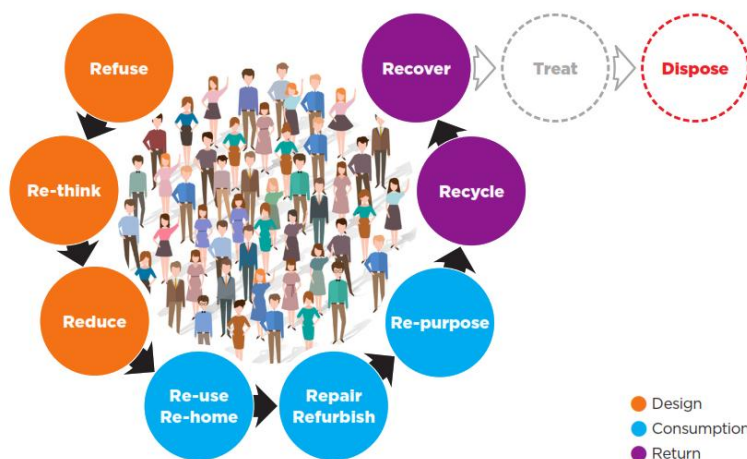 Refuse
Re-think
Reduce
Re-use
Re-home
Repair
Refurbish
Re-purpose
Recycle
Recover
Treat
Dispose
Design
Consumption
Return